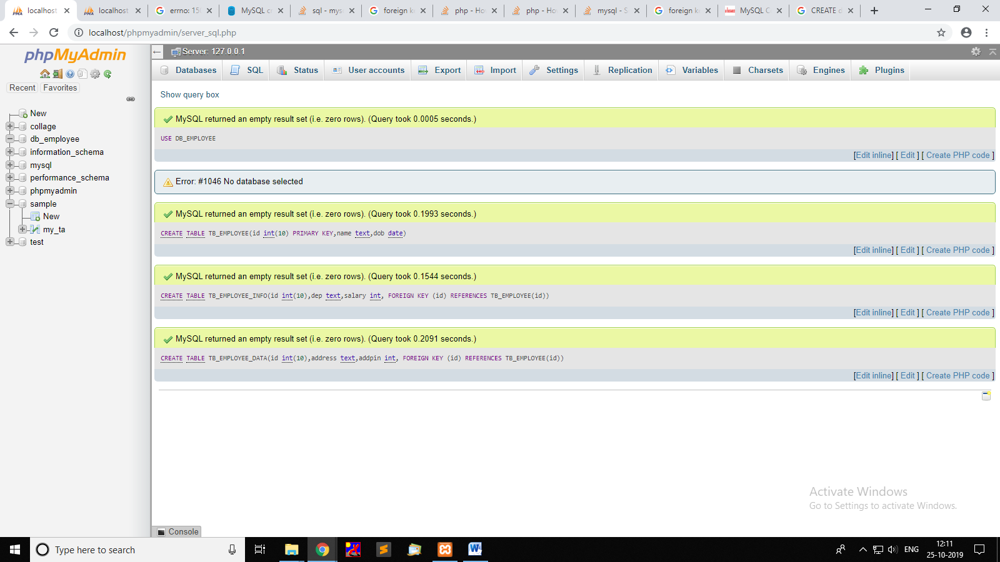 localhost
localhost
errno: 15
MySQL c
sql - mys
foreign k
php - Ho
php - Ho
mysql - S
foreign k
MySQL C
CREATE d
localhost/phpmyadmin/server_sql.php
phpMyAdmin
Recent
Favorites
New
collage
db_employee
information_schema
mysql
performance_schema
phpmyadmin
sample
New
my_ta
test
Server: 127.0.0.1
Databases
SQL
Status
User accounts
Export
Import
Settings
Replication
Variables
Charsets
Engines
Plugins
Show query box
MySQL returned an empty result set (i.e. zero rows). (Query took 0.0005 seconds.)
USE DB_EMPLOYEE
[Edit inline] [ Edit ] [ Create PHP code ]
Error: #1046 No database selected
MySQL returned an empty result set (i.e. zero rows). (Query took 0.1993 seconds.)
CREATE TABLE TB_EMPLOYEE(id int(10) PRIMARY KEY,name text,dob date)
[Edit inline] [ Edit ] [ Create PHP code ]
MySQL returned an empty result set (i.e. zero rows). (Query took 0.1544 seconds.)
CREATE TABLE TB_EMPLOYEE_INFO(id int(10),dep text,salary int, FOREIGN KEY (id) REFERENCES TB_EMPLOYEE(id))
[Edit inline] [ Edit ] [ Create PHP code ]
MySQL returned an empty result set (i.e. zero rows). (Query took 0.2091 seconds.)
CREATE TABLE TB_EMPLOYEE_DATA(id int(10),address text,addpin int, FOREIGN KEY (id) REFERENCES TB_EMPLOYEE(id))
[Edit inline] [ Edit ] [ Create PHP code ]
Activate Windows
Go to Settings to activate Windows.
Console
Type here to search
ENG
12:11
25-10-2019